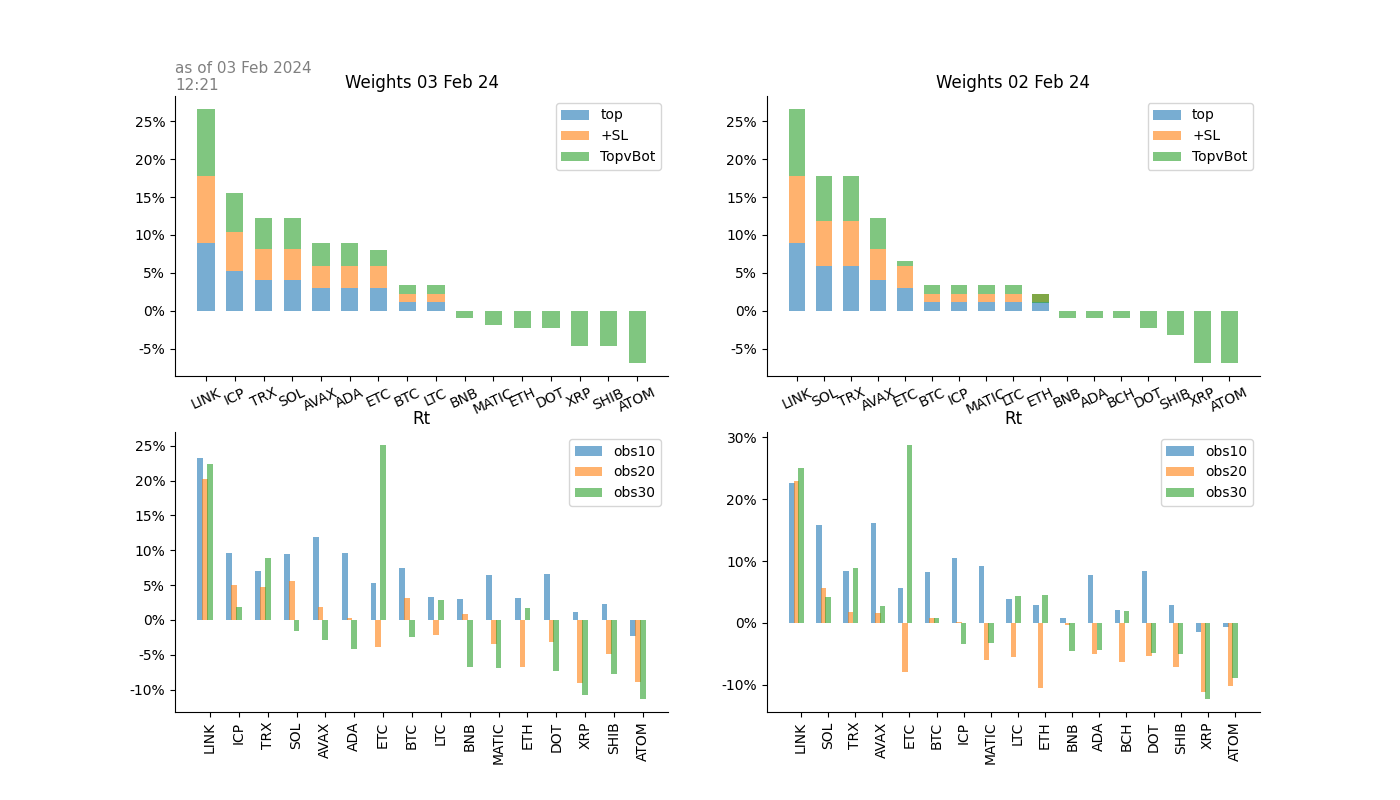 as of 03 Feb 2024
12:21
Weights 03 Feb 24
25%
20%
15%
10%
5%
0%
-5%
top
+SL
TopvBot
LINK ICP TRX SOL AVAX ADA ETC BTC LTC BNB MATIC ETH DOT XRP SHIB ATOM
Weights 02 Feb 24
25%
20%
15%
10%
5%
0%
-5%
top
+SL
TopvBot
LINK SOL TRX AVAX ETC BTC ICP MATIC LTC ETH BNB ADA BCH DOT SHIB XRP ATOM
Rt
25%
20%
15%
10%
5%
0%
-5%
-10%
obs10
obs20
obs30
LINK ICP TRX SOL AVAX ADA ETC BTC LTC BNB MATIC ETH DOT XRP SHIB ATOM
Rt
30%
20%
10%
0%
-10%
obs10
obs20
obs30
LINK SOL TRX AVAX ETC BTC ICP MATIC LTC ETH BNB ADA BCH DOT SHIB XRP ATOM